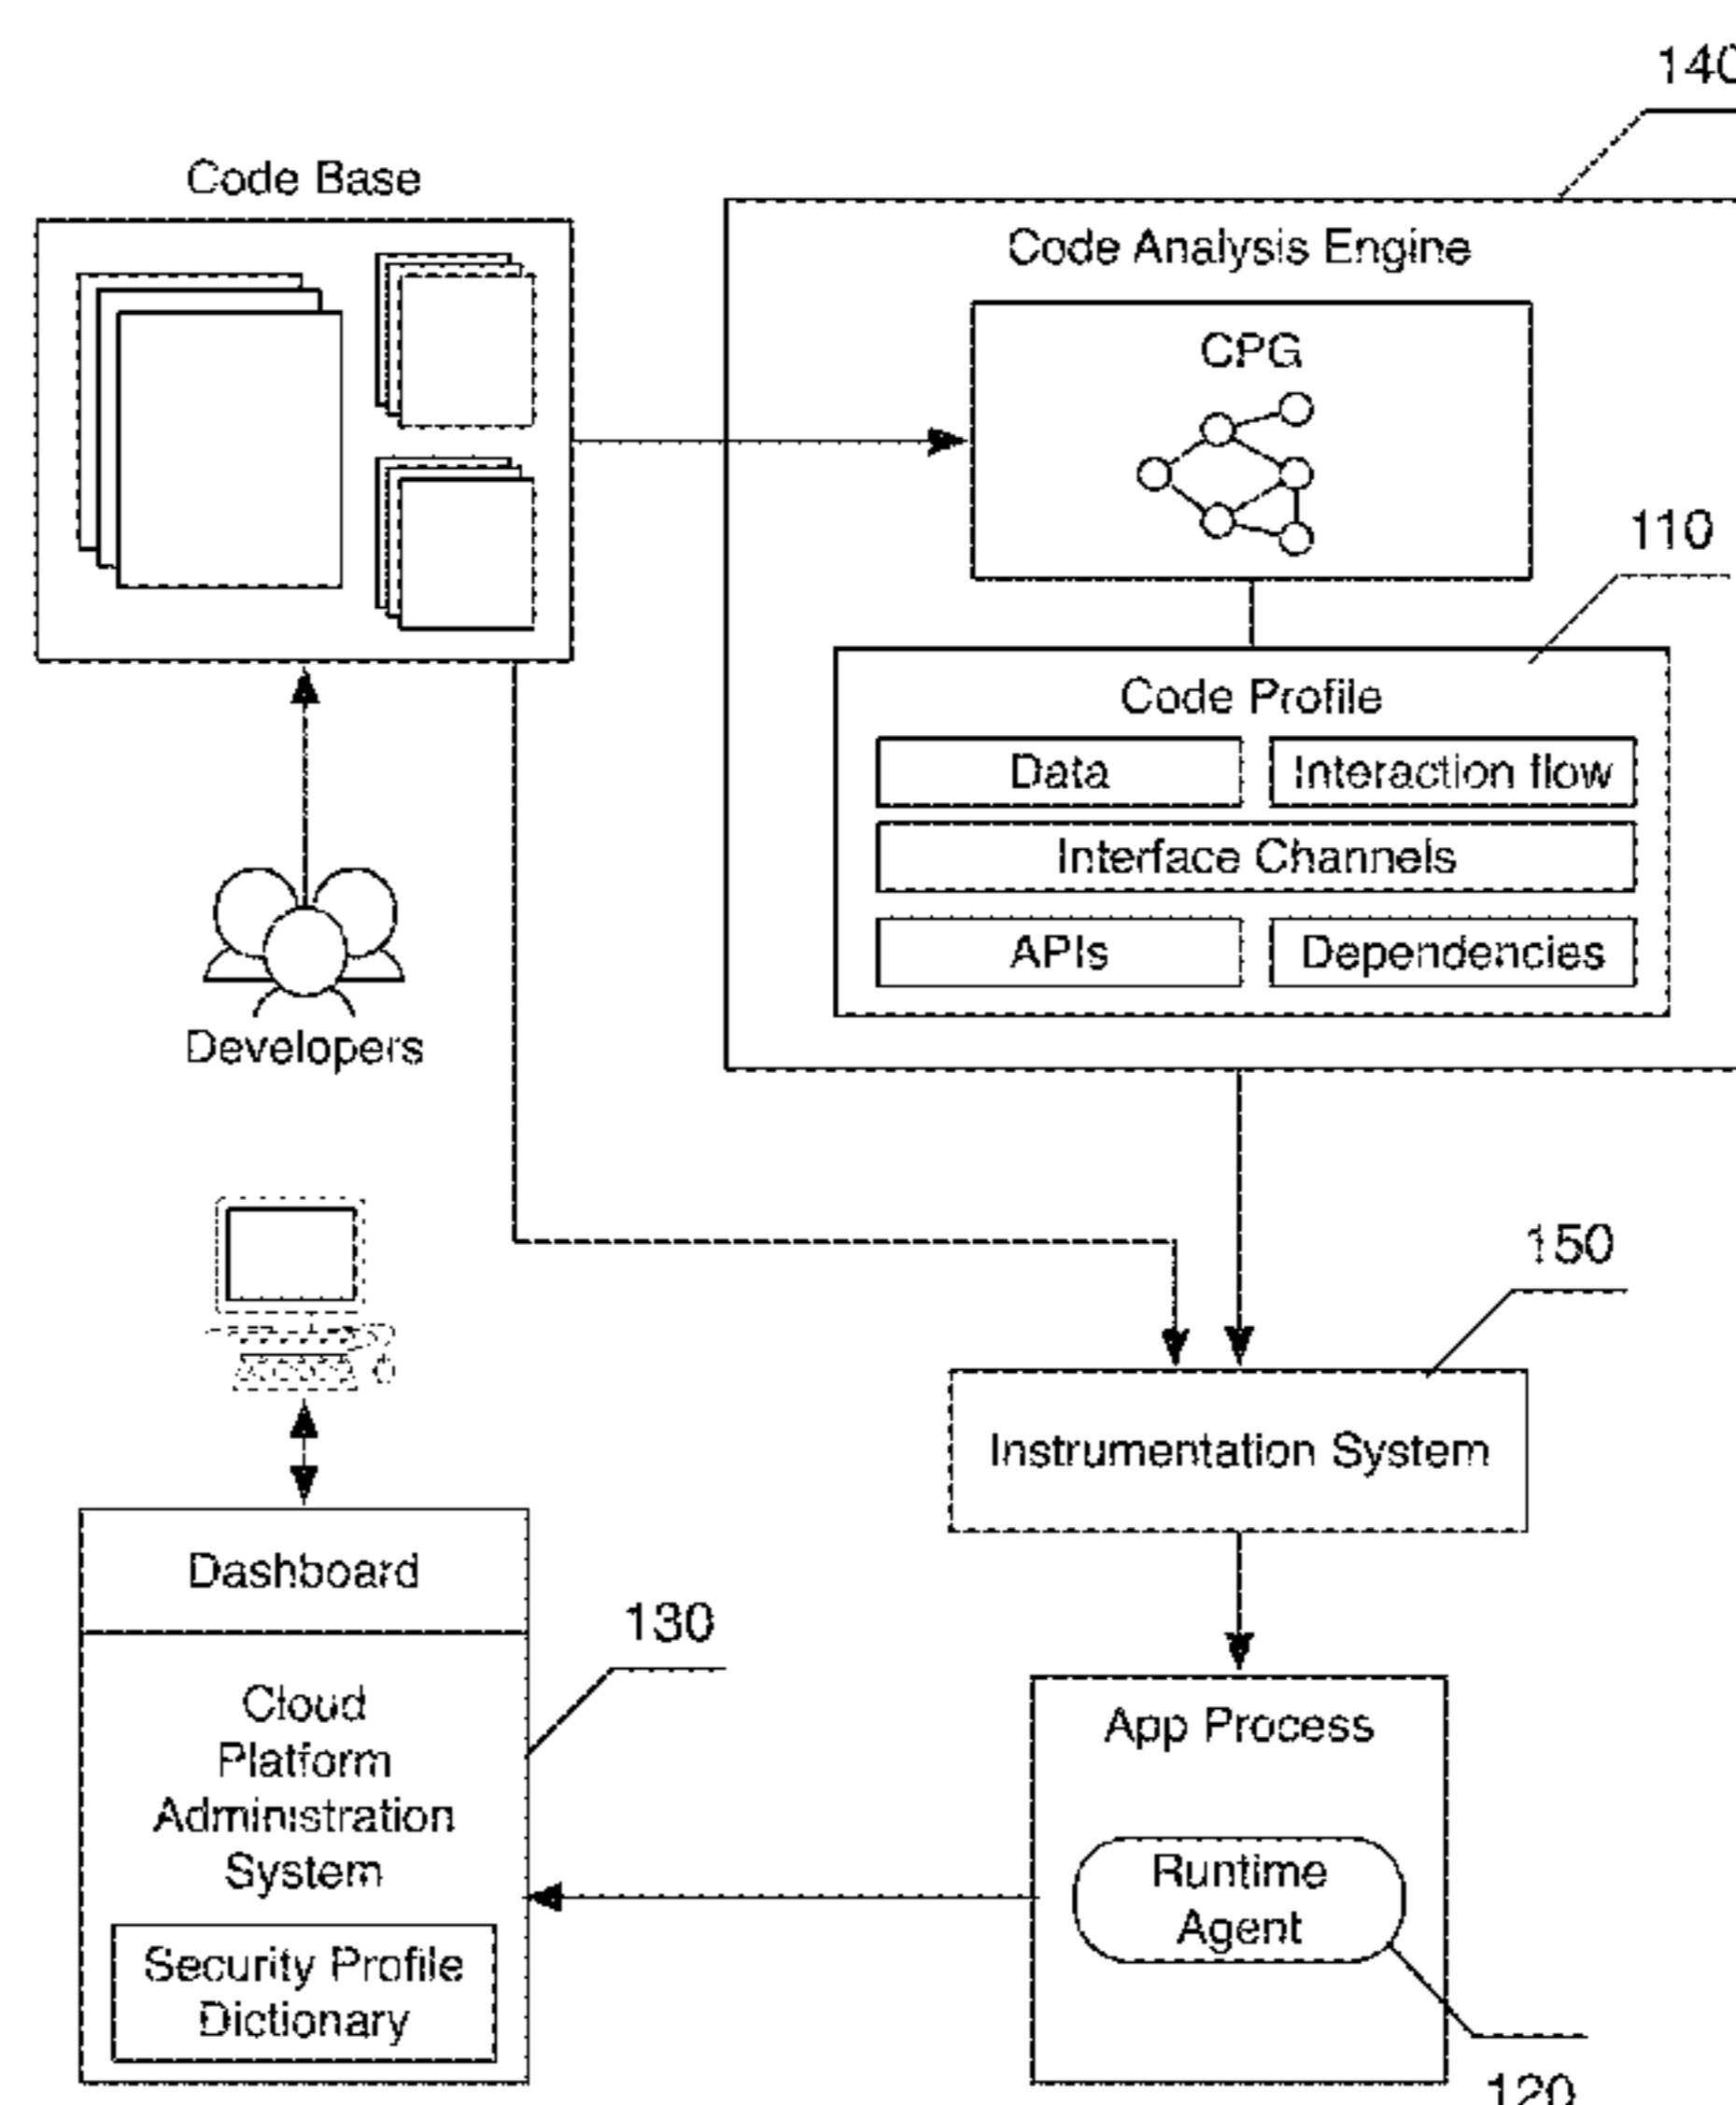 140
Code Base
Code Analysis Engine
CPG
110
Code Profile
Data
Interaction flow
Interface Channels
APIs
Dependencies
Developers
150
Instrumentation System
Dashboard
130
Cloud
Platform
Administration
System
App Process
Runtime
Agent
Security Profile
Dictionary
120